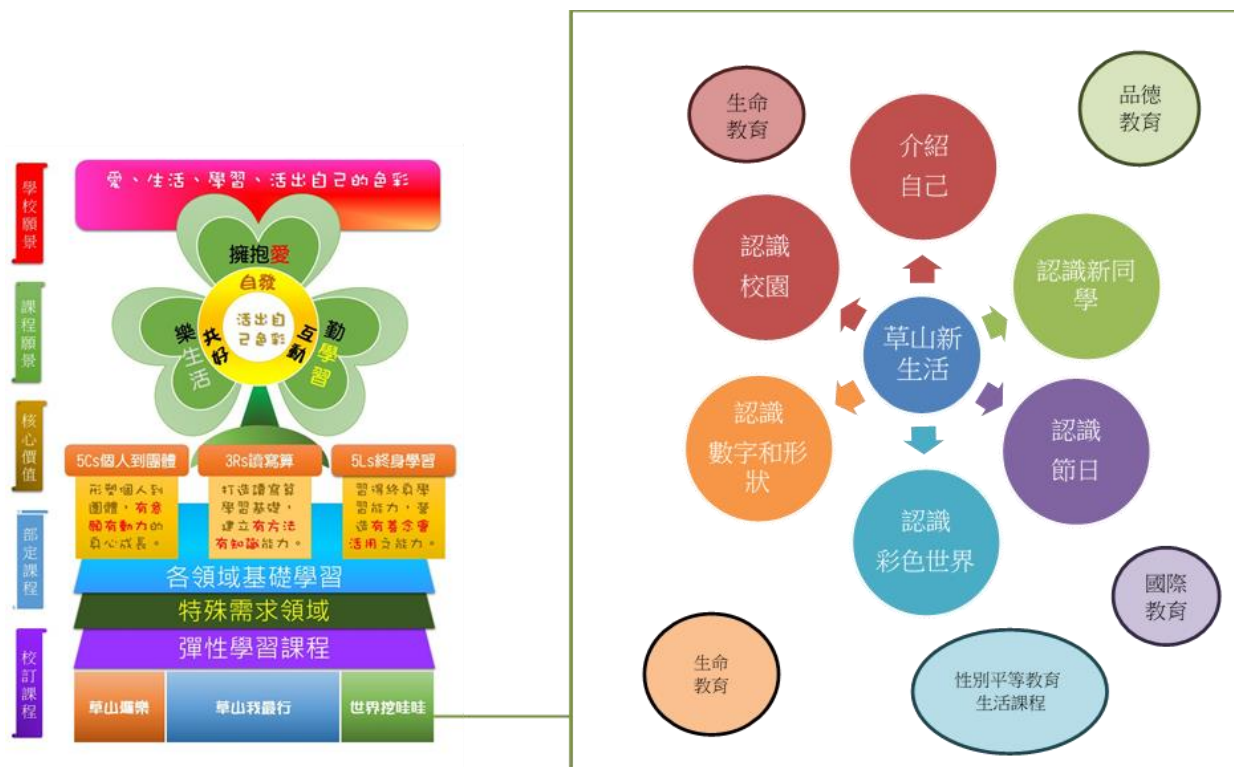 學校願景
課程願景
核心價值
部定課程
校訂課程
愛、生活、學習、活出自己的色彩
擁抱愛
自發
活出自
己色彩
共好
互動
樂生活
勤學習
5Cs個人到團體
形塑個人到
團體，有意
願有動力的
身心成長。
3Rs讀寫算
打造讀寫算
學習基礎，
建立有方法
有知識能力。
5Ls終身學習
習得終身學
習能力，營
造有善念會
活用之能力。
各領域基礎學習
特殊需求領域
彈性學習課程
草山
草山我最行
世界挖哇哇
生命
教育
介紹
自己
品德
教育
認識
校園
認識新同
學
草山新
生活
認識
數字和形
狀
認識
節日
認識
彩色世界
國際
教育
生命
教育
性別平等教育
生活課程